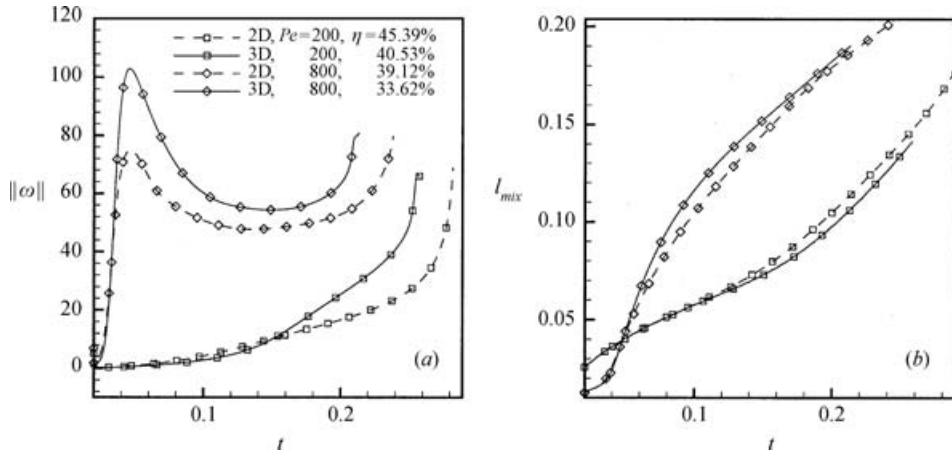 120
100
80
60
40
20
0
||ω||
2D, Pe=200, η=45.39%
3D, 200, 40.53%
2D, 800, 39.12%
3D, 800, 33.62%
(a)
0.1 0.2
t
0.20
0.15
0.10
0.05
l_mix
(b)
0.1 0.2
t